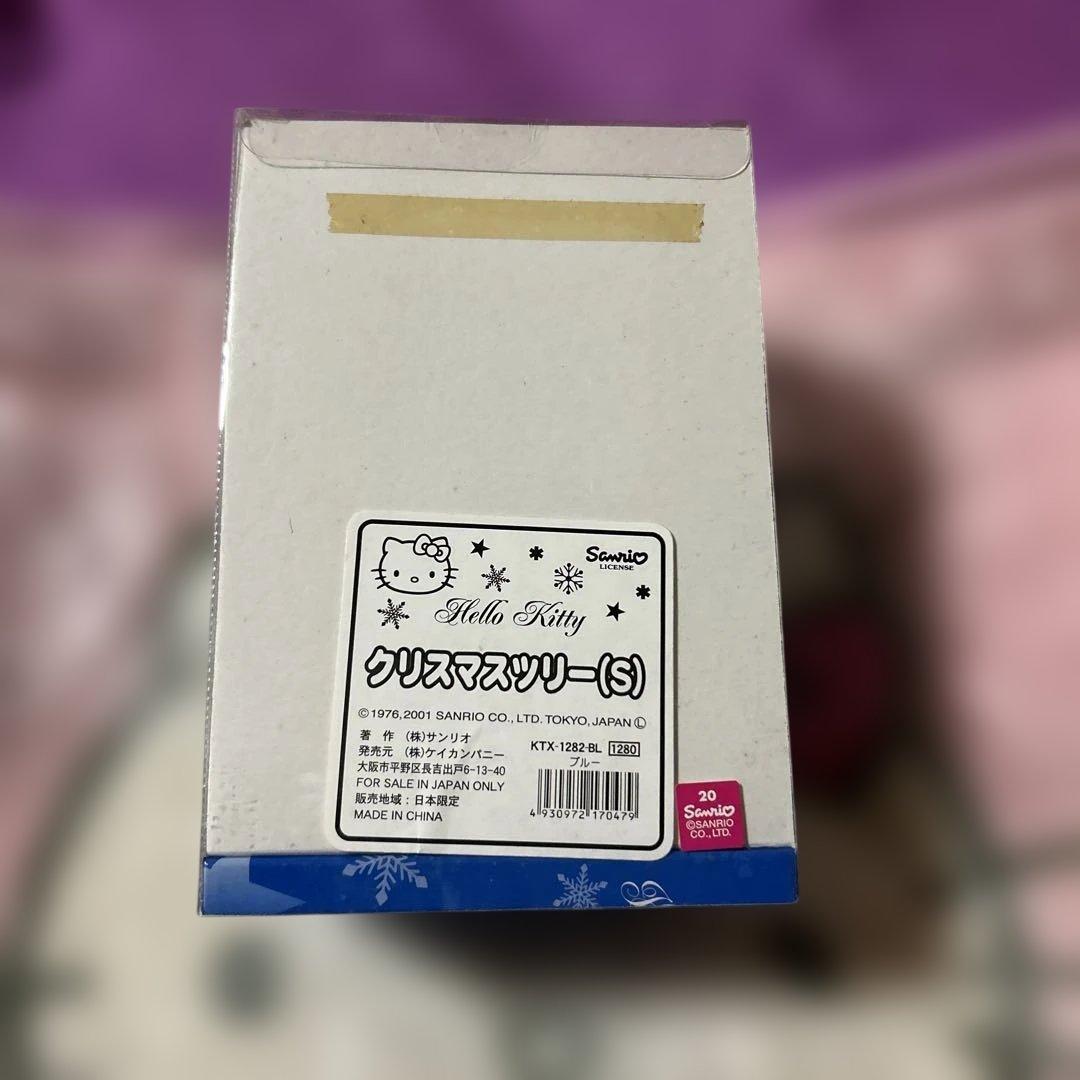 Sanrio
LICENSE
Hello Kitty
クリスマスツリー(S)
©1976,2001 SANRIO CO., LTD. TOKYO, JAPAN Ⓛ
著 作 (株)サンリオ
発売元 (株)ケイカンパニー
大阪市平野区長吉出戸6-13-40
FOR SALE IN JAPAN ONLY
販売地域:日本限定
MADE IN CHINA
KTX-1282-BL 1280
ブルー
4 930972 170479
20
Sanrio
©SANRIO
CO., LTD.